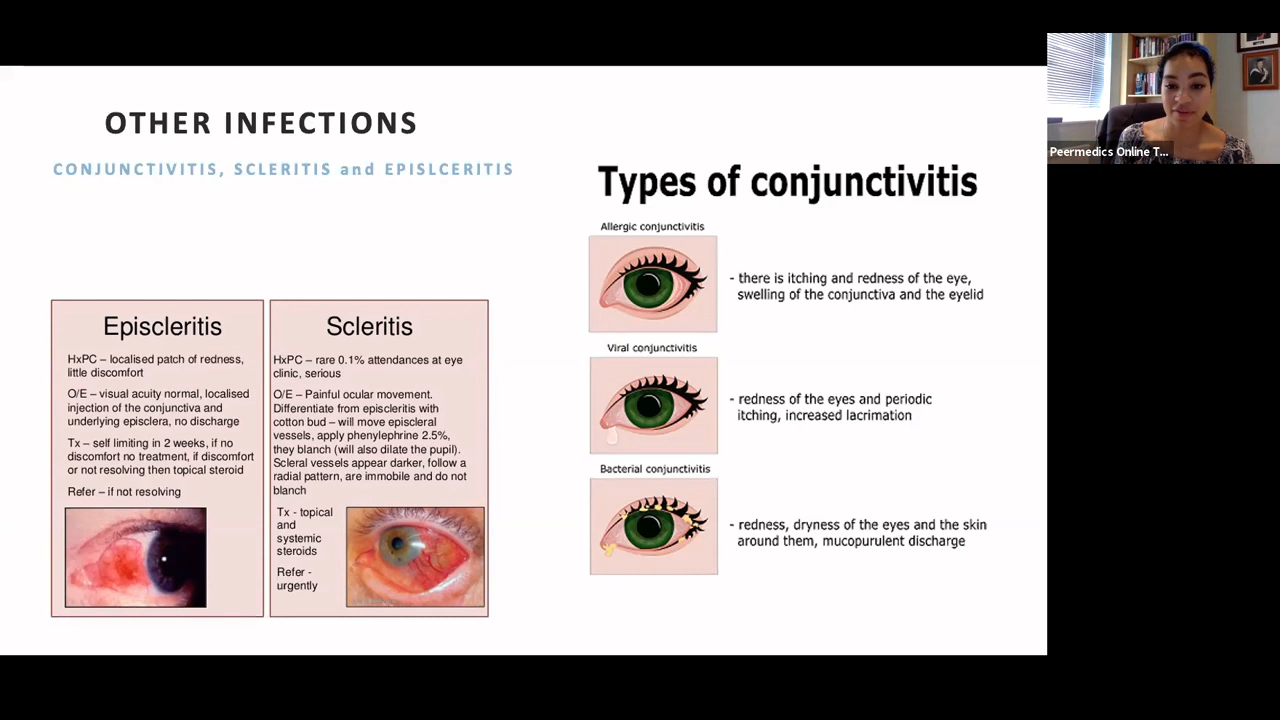 OTHER INFECTIONS
CONJUNCTIVITIS, SCLERITIS and EPISLCERITIS
Episcleritis
HxPC – localised patch of redness,
little discomfort
O/E – visual acuity normal, localised
injection of the conjunctiva and
underlying episclera, no discharge
Tx – self limiting in 2 weeks, if no
discomfort no treatment, if discomfort
or not resolving then topical steroid
Refer – if not resolving
Scleritis
HxPC – rare 0.1% attendances at eye
clinic, serious
O/E – Painful ocular movement.
Differentiate from episcleritis with
cotton bud – will move episcleral
vessels, apply phenylephrine 2.5%,
they blanch (will also dilate the pupil).
Scleral vessels appear darker, follow a
radial pattern, are immobile and do not
blanch
Tx - topical
and
systemic
steroids
Refer -
urgently
Types of conjunctivitis
Allergic conjunctivitis
- there is itching and redness of the eye,
swelling of the conjunctiva and the eyelid
Viral conjunctivitis
- redness of the eyes and periodic
itching, increased lacrimation
Bacterial conjunctivitis
- redness, dryness of the eyes and the skin
around them, mucopurulent discharge
Peermedics Online T...